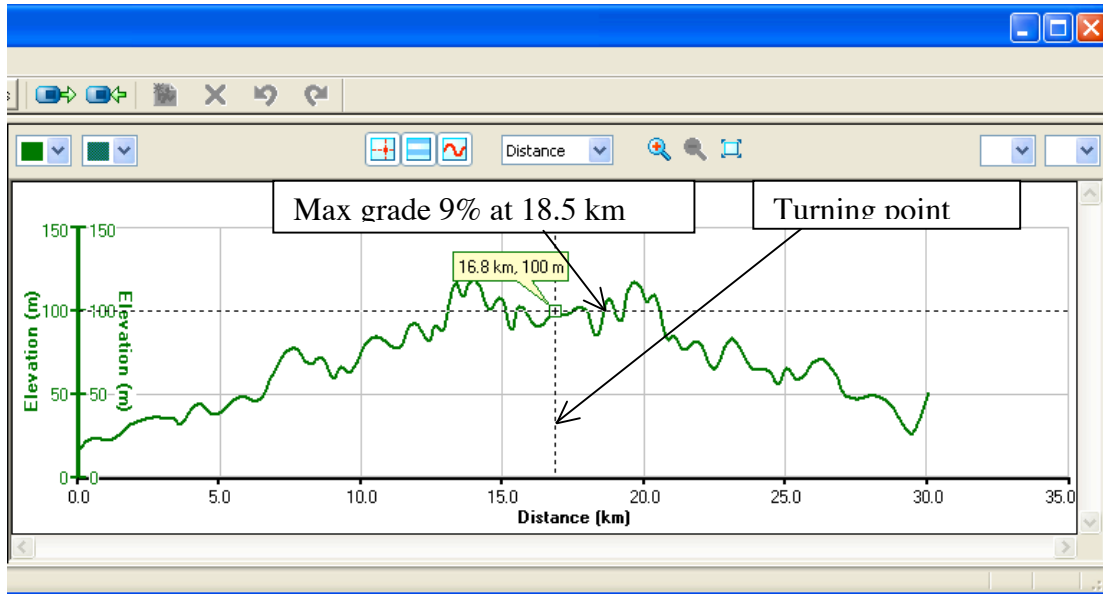 s
Distance
Max grade 9% at 18.5 km
Turning point
150 150
16.8 km, 100 m
100 100
50 50
0 0
Elevation (m)
Elevation (m)
0.0 5.0 10.0 15.0 20.0 25.0 30.0 35.0
Distance (km)